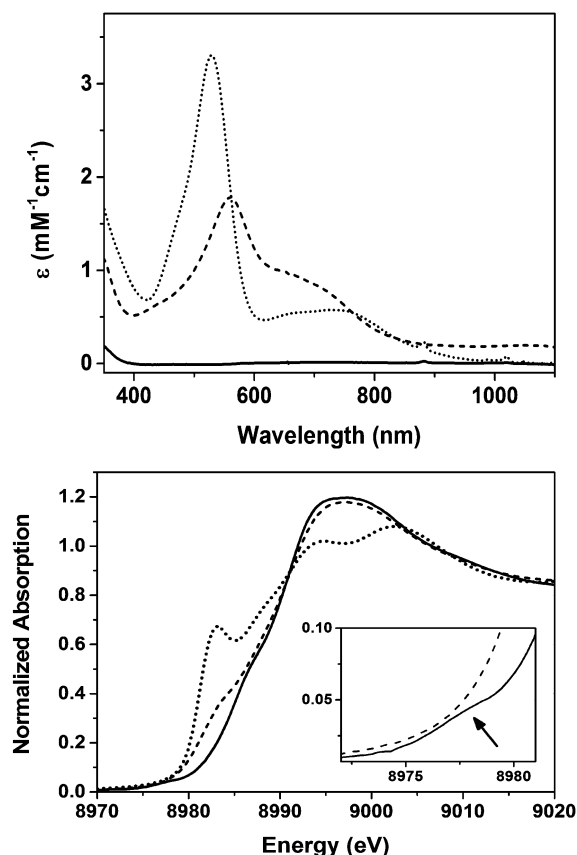 ε (mM⁻¹cm⁻¹)
3
2
1
0
400 600 800 1000
Wavelength (nm)
Normalized Absorption
1.2
1.0
0.8
0.6
0.4
0.2
0.0
0.10
0.05
8975 8980
8970 8980 8990 9000 9010 9020
Energy (eV)